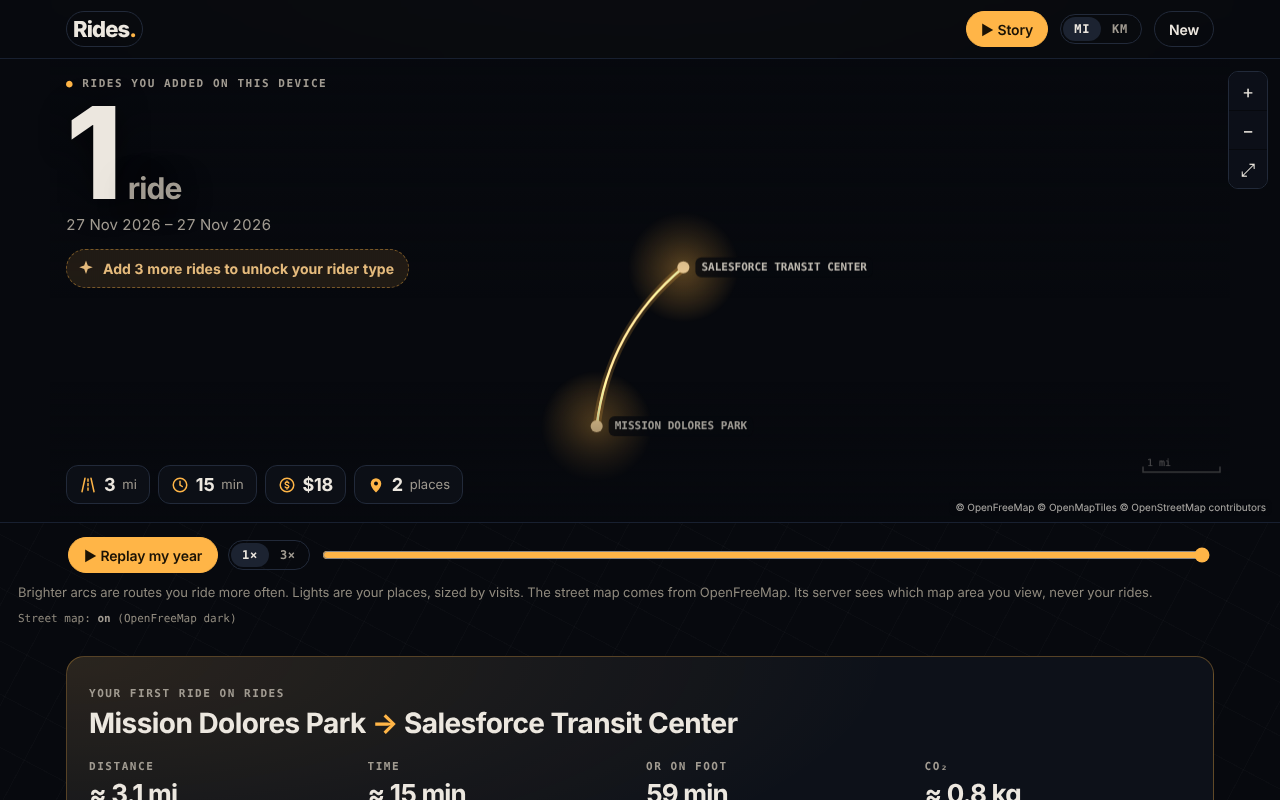 Rides.
▶ Story
MI KM
New
RIDES YOU ADDED ON THIS DEVICE
1 ride
27 Nov 2026 – 27 Nov 2026
Add 3 more rides to unlock your rider type
+
−
SALESFORCE TRANSIT CENTER
MISSION DOLORES PARK
1 mi
3 mi
15 min
$18
2 places
© OpenFreeMap © OpenMapTiles © OpenStreetMap contributors
▶ Replay my year
1× 3×
Brighter arcs are routes you ride more often. Lights are your places, sized by visits. The street map comes from OpenFreeMap. Its server sees which map area you view, never your rides.
Street map: on (OpenFreeMap dark)
YOUR FIRST RIDE ON RIDES
Mission Dolores Park → Salesforce Transit Center
DISTANCE TIME OR ON FOOT CO₂
≈ 3.1 mi ≈ 15 min 59 min ≈ 0.8 kg